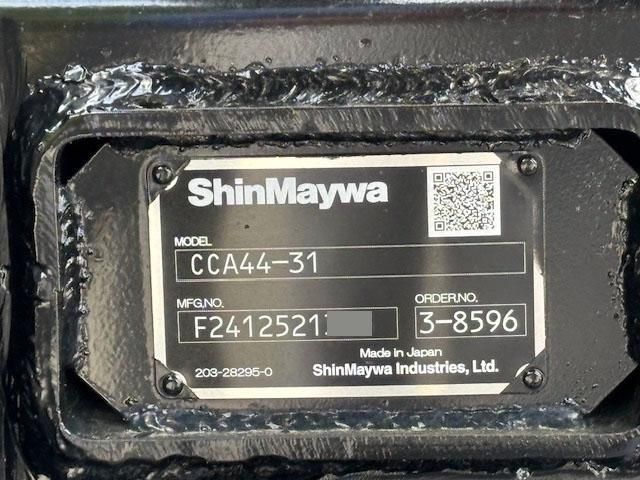 ShinMaywa
MODEL
CCA44-31
MFG.NO.
ORDER.NO.
F24125217
3-8596
Made in Japan
203-28295-0
ShinMaywa Industries, Ltd.